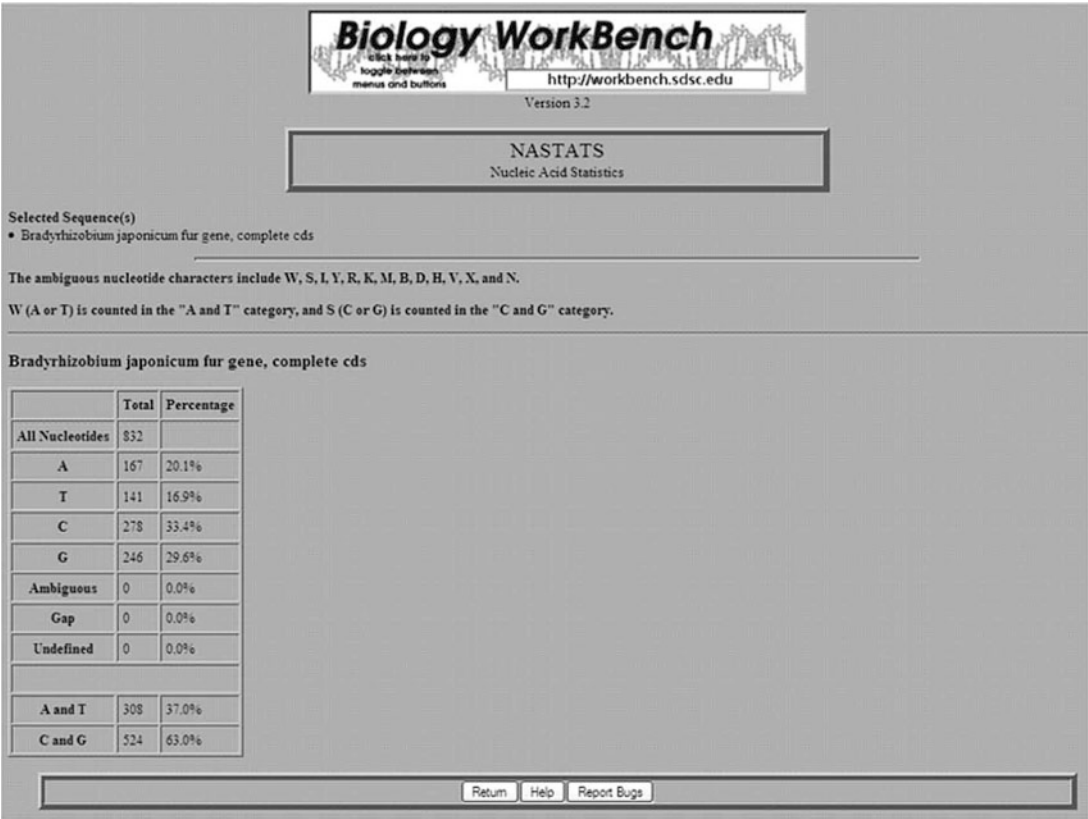 Biology WorkBench
click here to
toggle between
menus and buttons
http://workbench.sdsc.edu
Version 3.2
NASTATS
Nucleic Acid Statistics
Selected Sequence(s)
• Bradyrhizobium japonicum fur gene, complete cds
The ambiguous nucleotide characters include W, S, I, Y, R, K, M, B, D, H, V, X, and N.
W (A or T) is counted in the "A and T" category, and S (C or G) is counted in the "C and G" category.
Bradyrhizobium japonicum fur gene, complete cds
Total Percentage
All Nucleotides 832
A 167 20.1%
T 141 16.9%
C 278 33.4%
G 246 29.6%
Ambiguous 0 0.0%
Gap 0 0.0%
Undefined 0 0.0%
A and T 308 37.0%
C and G 524 63.0%
Return Help Report Bugs